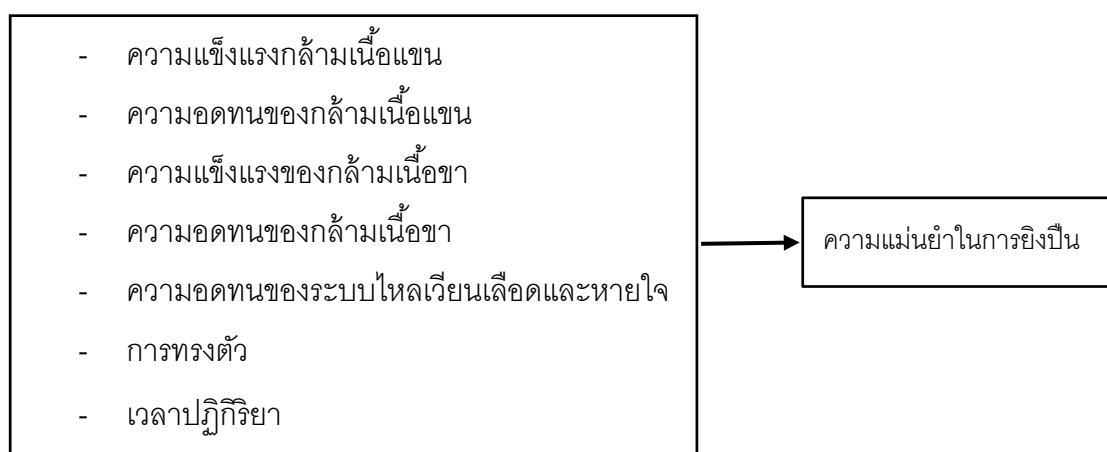 - ความแข็งแรงกล้ามเนื้อแขน
- ความอดทนของกล้ามเนื้อแขน
- ความแข็งแรงของกล้ามเนื้อขา
- ความอดทนของกล้ามเนื้อขา
- ความอดทนของระบบไหลเวียนเลือดและหายใจ
- การทรงตัว
- เวลาปฏิกิริยา
ความแม่นยำในการยิงปืน